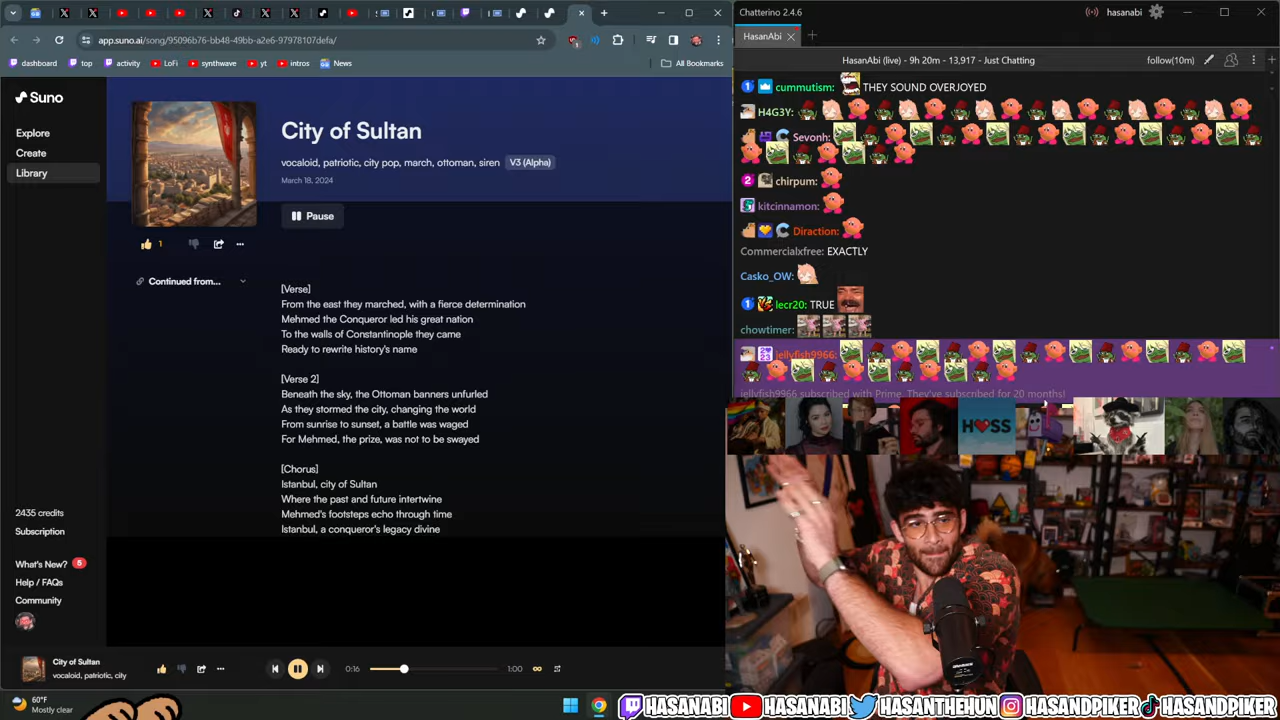 app.suno.ai/song/95096b76-bb48-49bb-a2e6-97978107defa/
dashboard
top
activity
LoFi
synthwave
yt
intros
News
All Bookmarks
Suno
Explore
Create
Library
City of Sultan
vocaloid, patriotic, city pop, march, ottoman, siren
V3 (Alpha)
March 18, 2024
Pause
1
Continued from...
[Verse]
From the east they marched, with a fierce determination
Mehmed the Conqueror led his great nation
To the walls of Constantinople they came
Ready to rewrite history's name
[Verse 2]
Beneath the sky, the Ottoman banners unfurled
As they stormed the city, changing the world
From sunrise to sunset, a battle was waged
For Mehmed, the prize, was not to be swayed
[Chorus]
Istanbul, city of Sultan
Where the past and future intertwine
Mehmed's footsteps echo through time
Istanbul, a conqueror's legacy divine
2435 credits
Subscription
What's New? 5
Help / FAQs
Community
City of Sultan
vocaloid, patriotic, city
0:16
1:00
60°F
Mostly clear
Chatterino 2.4.6
hasanabi
HasanAbi
HasanAbi (live) - 9h 20m - 13,917 - Just Chatting
follow(10m)
cummutism: THEY SOUND OVERJOYED
H4G3Y:
Sevonh:
chirpum:
kitcinnamon:
Diraction:
Commercialxfree: EXACTLY
Casko_OW:
lecr20: TRUE
chowtimer:
jellyfish9966:
jellyfish9966 subscribed with Prime. They've subscribed for 20 months!
HASANABI
HASANABI
HASANTHEHUN
HASANDPIKER
HASANDPIKER